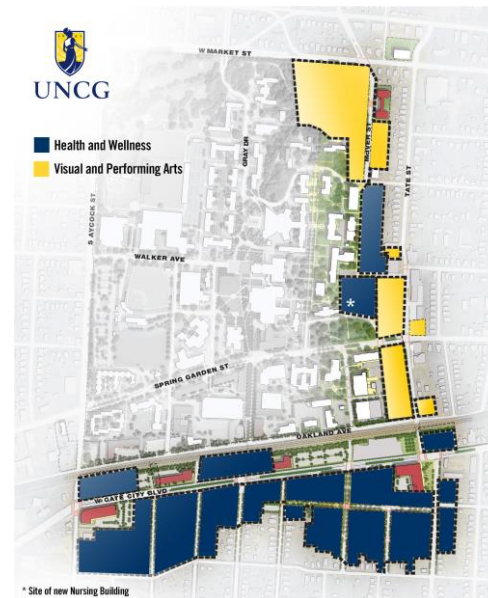 W MARKET ST
UNCG
Health and Wellness
Visual and Performing Arts
GRAY DR
MCIVER ST
TATE ST
S AYCOCK ST
WALKER AVE
*
SPRING GARDEN ST
OAKLAND AVE
W GATE CITY BLVD
* Site of new Nursing Building